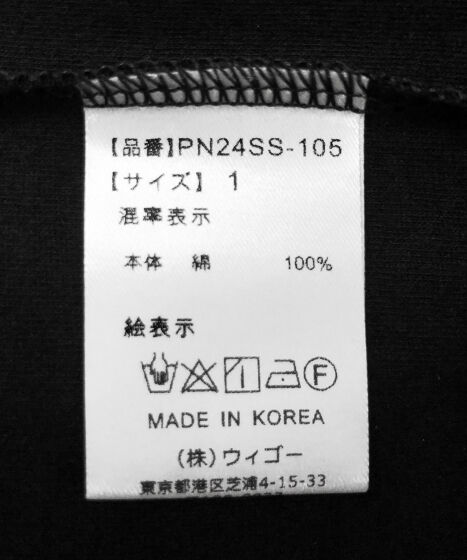 【品番】PN24SS-105
【サイズ】 1
混率表示
本体 綿 100%
絵表示
F
MADE IN KOREA
(株)ウィゴー
東京都港区芝浦4-15-33